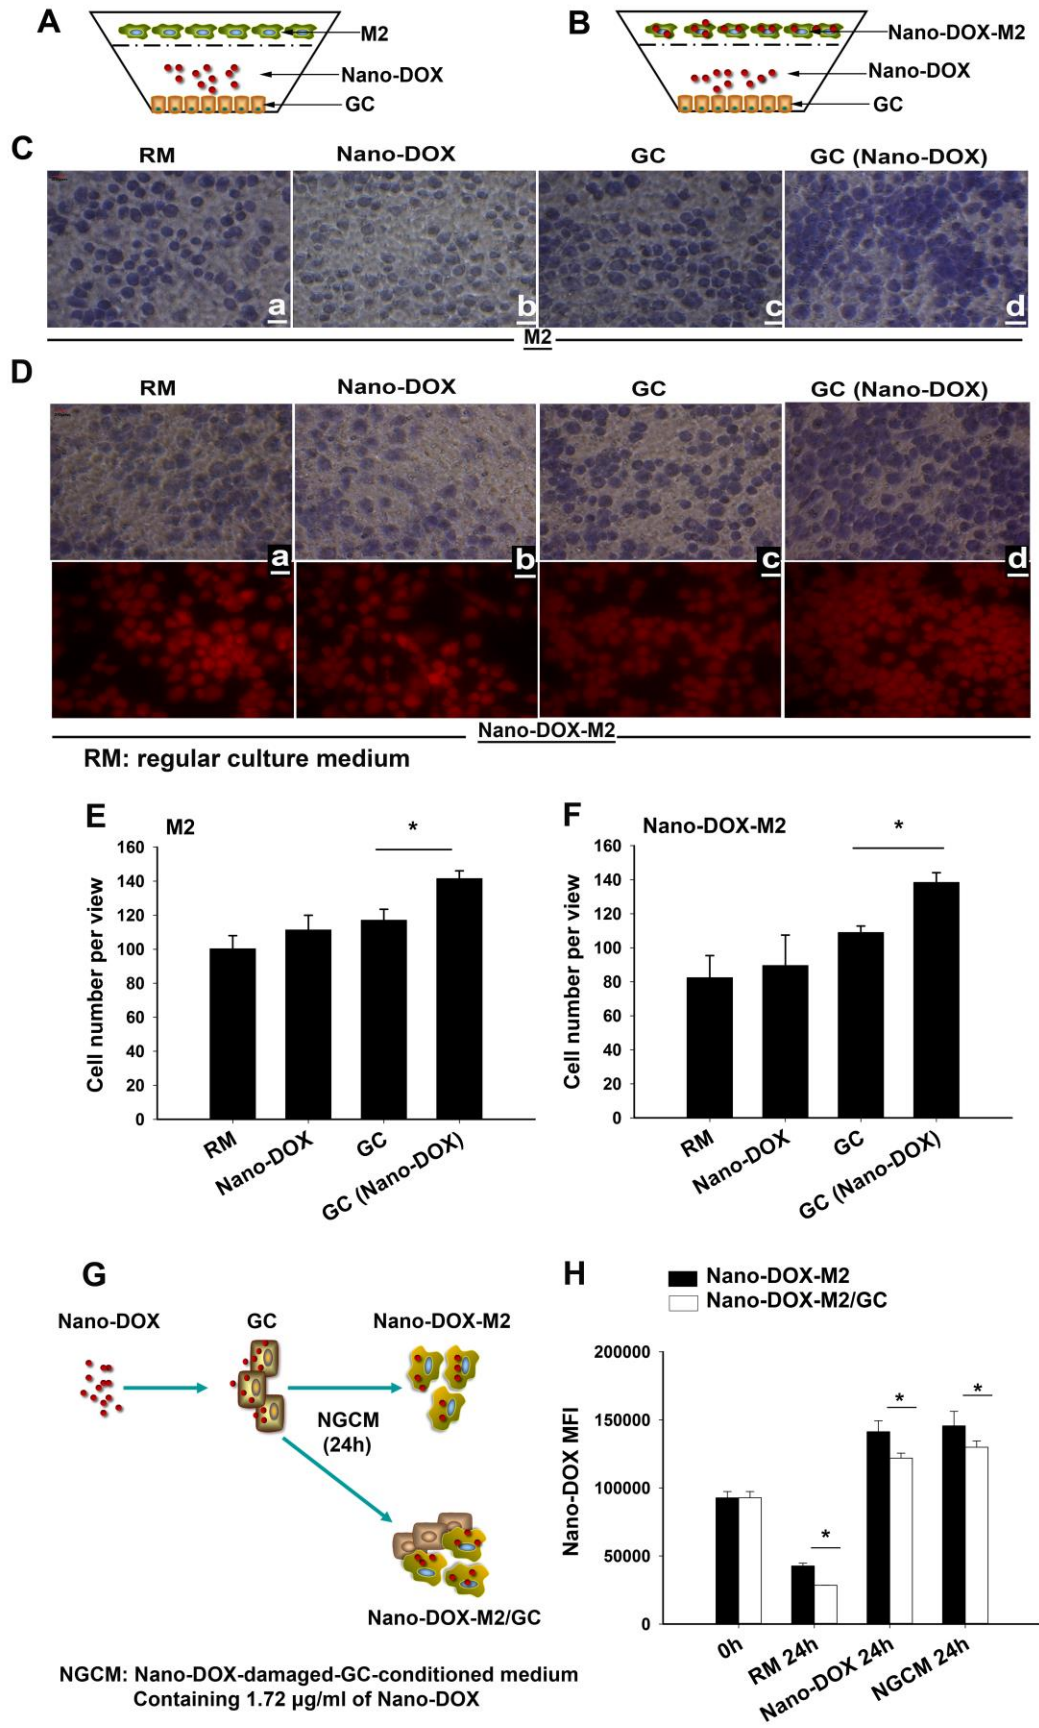 A
M2
Nano-DOX
GC
B
Nano-DOX-M2
Nano-DOX
GC
C
RM
Nano-DOX
GC
GC (Nano-DOX)
a
b
c
d
M2
D
RM
Nano-DOX
GC
GC (Nano-DOX)
a
b
c
d
Nano-DOX-M2
RM: regular culture medium
E
M2
*
Cell number per view
160
140
120
100
80
60
40
20
0
RM
Nano-DOX
GC
GC (Nano-DOX)
F
Nano-DOX-M2
*
Cell number per view
160
140
120
100
80
60
40
20
0
RM
Nano-DOX
GC
GC (Nano-DOX)
G
Nano-DOX
GC
Nano-DOX-M2
NGCM
(24h)
Nano-DOX-M2/GC
NGCM: Nano-DOX-damaged-GC-conditioned medium
Containing 1.72 µg/ml of Nano-DOX
H
Nano-DOX-M2
Nano-DOX-M2/GC
Nano-DOX MFI
200000
150000
100000
50000
0
*
*
*
0h
RM 24h
Nano-DOX 24h
NGCM 24h